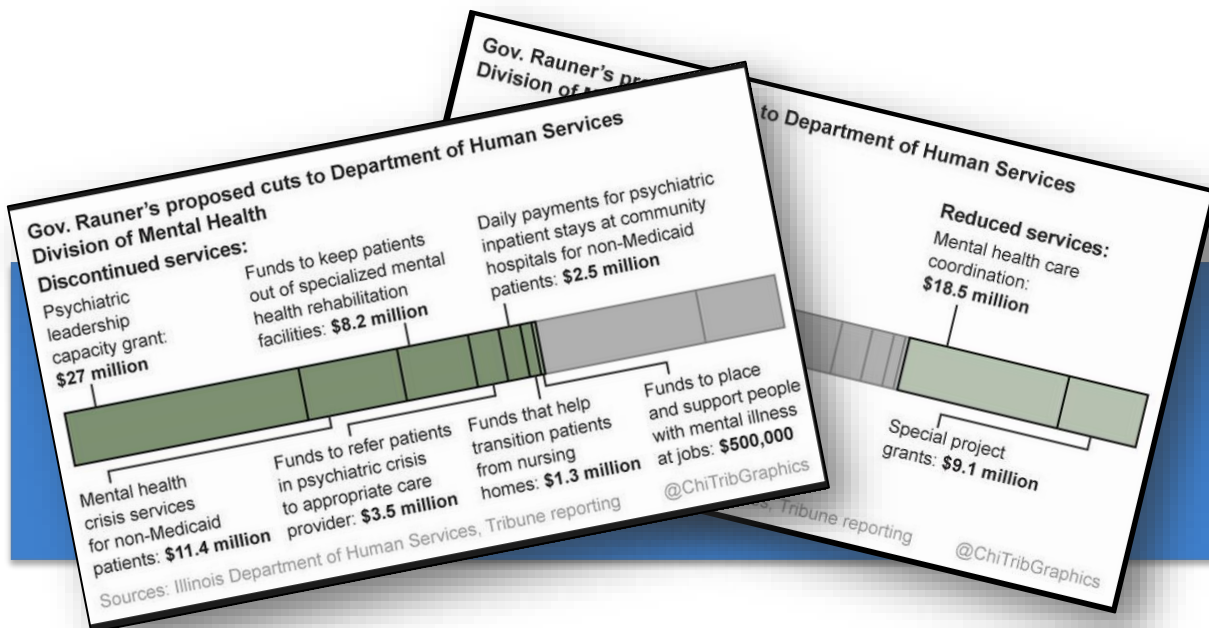 Gov. Rauner's proposed cuts to Department of Human Services
Division of Mental Health
Discontinued services:
Psychiatric
leadership
capacity grant:
$27 million
Funds to keep patients
out of specialized mental
health rehabilitation
facilities: $8.2 million
Daily payments for psychiatric
inpatient stays at community
hospitals for non-Medicaid
patients: $2.5 million
Mental health
crisis services
for non-Medicaid
patients: $11.4 million
Funds to refer patients
in psychiatric crisis
to appropriate care
provider: $3.5 million
Funds that help
transition patients
from nursing
homes: $1.3 million
Funds to place
and support people
with mental illness
at jobs: $500,000
Sources: Illinois Department of Human Services, Tribune reporting
@ChiTribGraphics
Gov. Rauner's
to Department of Human Services
Division of
Reduced services:
Mental health care
coordination:
$18.5 million
Special project
grants: $9.1 million
Tribune reporting
@ChiTribGraphics